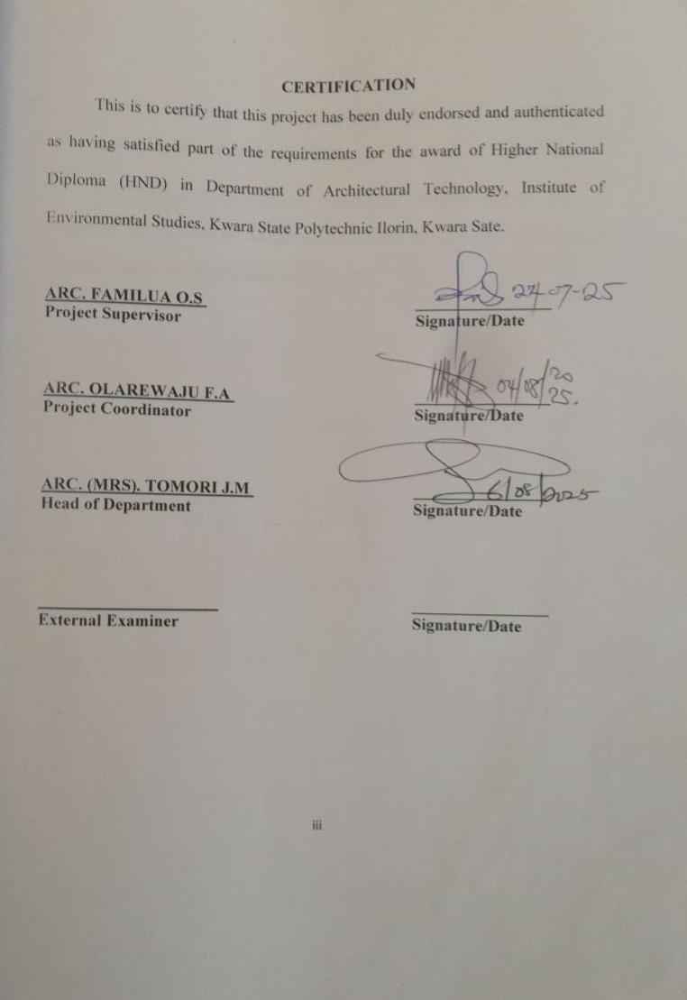 CERTIFICATION
This is to certify that this project has been duly endorsed and authenticated
as having satisfied part of the requirements for the award of Higher National
Diploma (HND) in Department of Architectural Technology, Institute of
Environmental Studies, Kwara State Polytechnic Ilorin, Kwara Sate.
ARC. FAMILUA O.S
Project Supervisor
27-07-25
Signature/Date
ARC. OLAREWAJU F.A
Project Coordinator
04/08/20
25.
Signature/Date
ARC. (MRS). TOMORI J.M
Head of Department
6/08/2025
Signature/Date
External Examiner
Signature/Date
iii